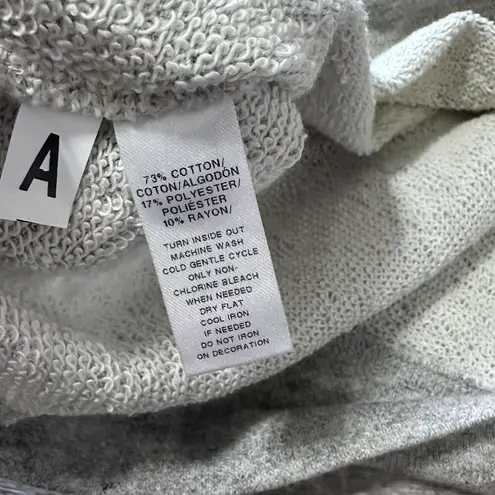 A
73% COTTON/
COTON/ALGODÓN
17% POLYESTER/
POLIÉSTER
10% RAYON/
TURN INSIDE OUT
MACHINE WASH
COLD GENTLE CYCLE
ONLY NON-
CHLORINE BLEACH
WHEN NEEDED
DRY FLAT
COOL IRON
IF NEEDED
DO NOT IRON
ON DECORATION